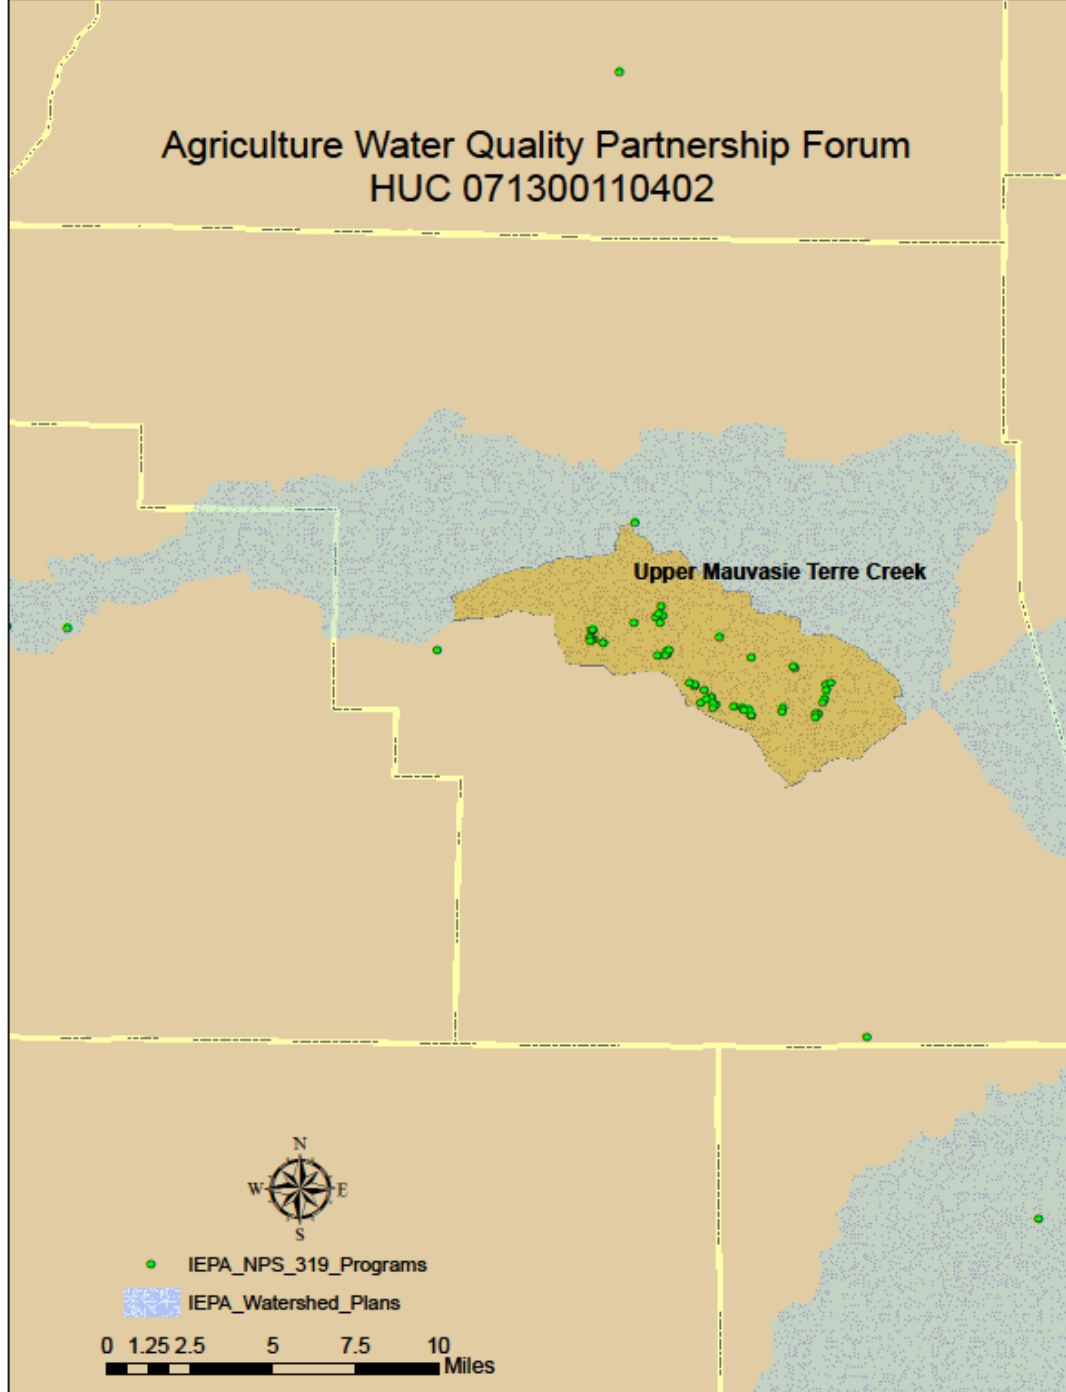 Agriculture Water Quality Partnership Forum
HUC 071300110402
Upper Mauvasie Terre Creek
N
W E
S
IEPA_NPS_319_Programs
IEPA_Watershed_Plans
0 1.25 2.5 5 7.5 10
Miles